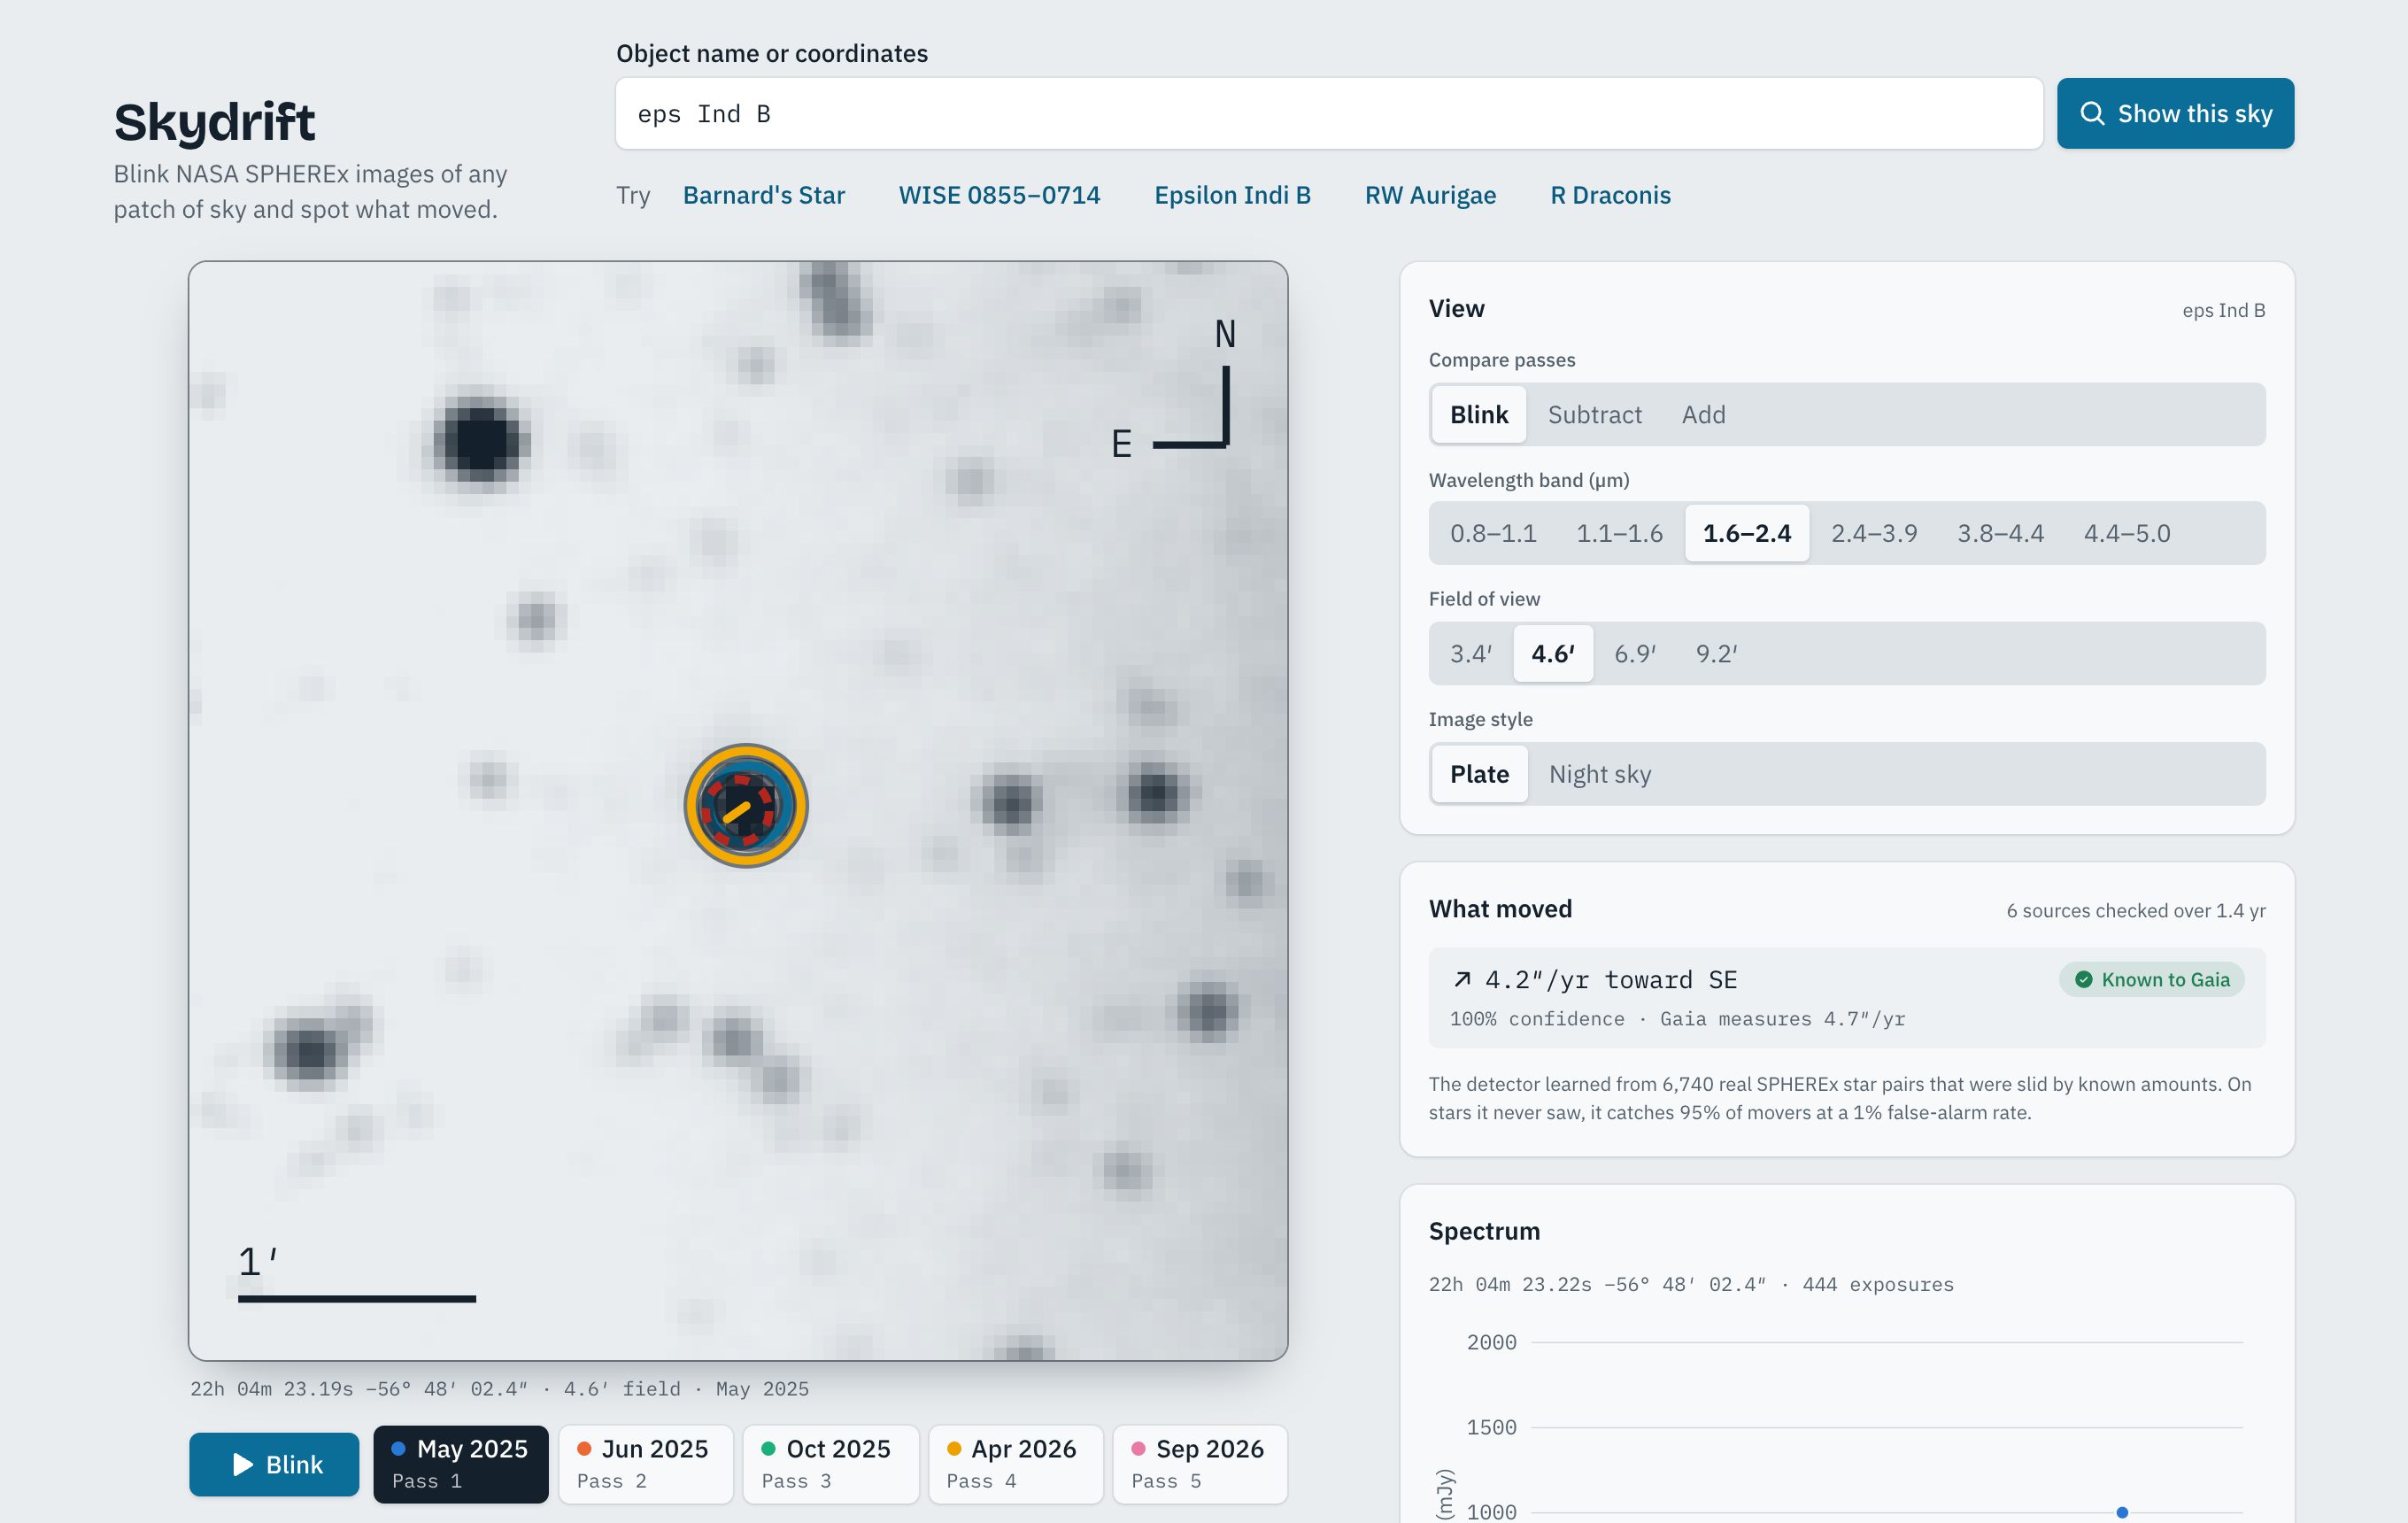 Object name or coordinates
eps Ind B
Show this sky
Skydrift
Blink NASA SPHEREx images of any
patch of sky and spot what moved.
Try Barnard's Star WISE 0855–0714 Epsilon Indi B RW Aurigae R Draconis
N
E
1′
22h 04m 23.19s −56° 48′ 02.4″ · 4.6′ field · May 2025
Blink
May 2025
Pass 1
Jun 2025
Pass 2
Oct 2025
Pass 3
Apr 2026
Pass 4
Sep 2026
Pass 5
View
eps Ind B
Compare passes
Blink Subtract Add
Wavelength band (µm)
0.8–1.1 1.1–1.6 1.6–2.4 2.4–3.9 3.8–4.4 4.4–5.0
Field of view
3.4′ 4.6′ 6.9′ 9.2′
Image style
Plate Night sky
What moved
6 sources checked over 1.4 yr
↗ 4.2″/yr toward SE
Known to Gaia
100% confidence · Gaia measures 4.7″/yr
The detector learned from 6,740 real SPHEREx star pairs that were slid by known amounts. On
stars it never saw, it catches 95% of movers at a 1% false-alarm rate.
Spectrum
22h 04m 23.22s −56° 48′ 02.4″ · 444 exposures
2000
1500
1000
(mJy)